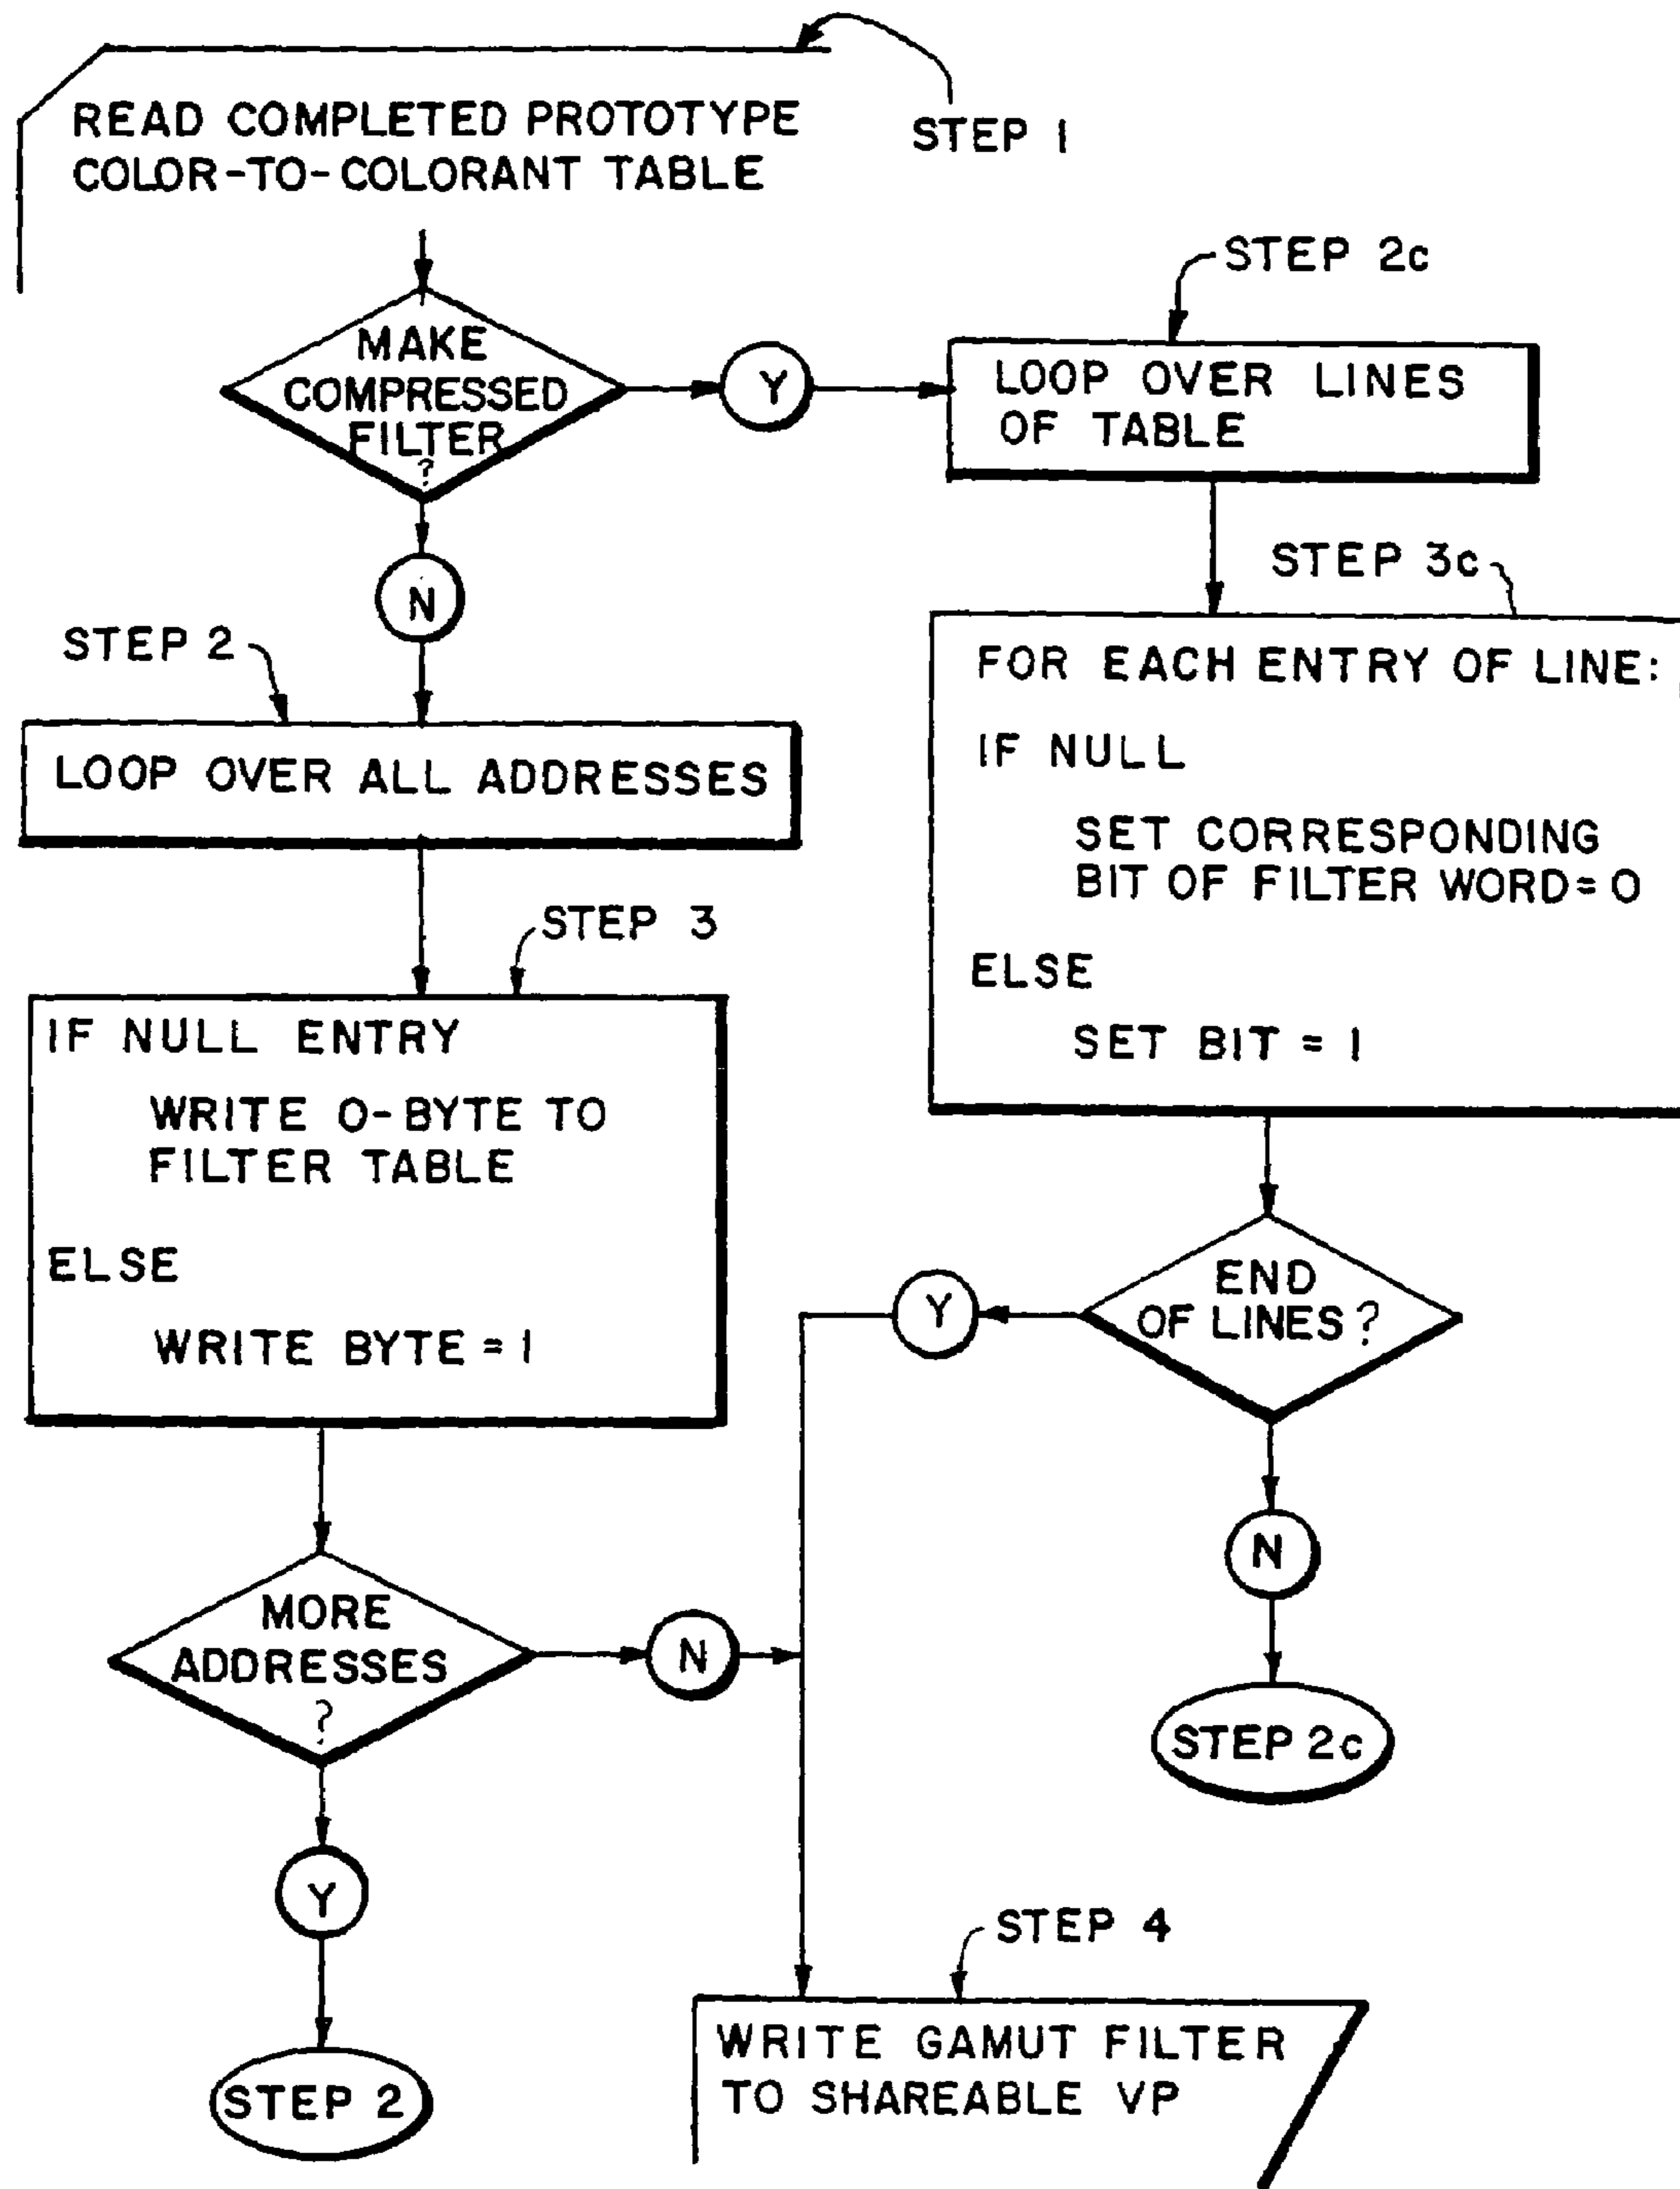 READ COMPLETED PROTOTYPE
COLOR-TO-COLORANT TABLE
STEP 1
MAKE
COMPRESSED
FILTER
?
Y
STEP 2c
LOOP OVER LINES
OF TABLE
N
STEP 2
LOOP OVER ALL ADDRESSES
STEP 3c
FOR EACH ENTRY OF LINE:
IF NULL
SET CORRESPONDING
BIT OF FILTER WORD=0
ELSE
SET BIT = 1
STEP 3
IF NULL ENTRY
WRITE 0-BYTE TO
FILTER TABLE
ELSE
WRITE BYTE = 1
END
OF LINES?
Y
N
STEP 2c
MORE
ADDRESSES
?
N
Y
STEP 2
STEP 4
WRITE GAMUT FILTER
TO SHAREABLE VP